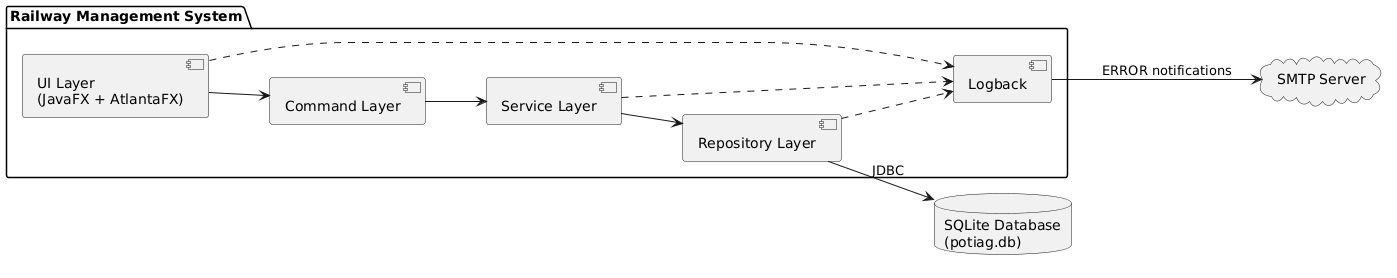 Railway Management System
UI Layer
(JavaFX + AtlantaFX)
Command Layer
Service Layer
Repository Layer
Logback
ERROR notifications
SMTP Server
JDBC
SQLite Database
(potiag.db)